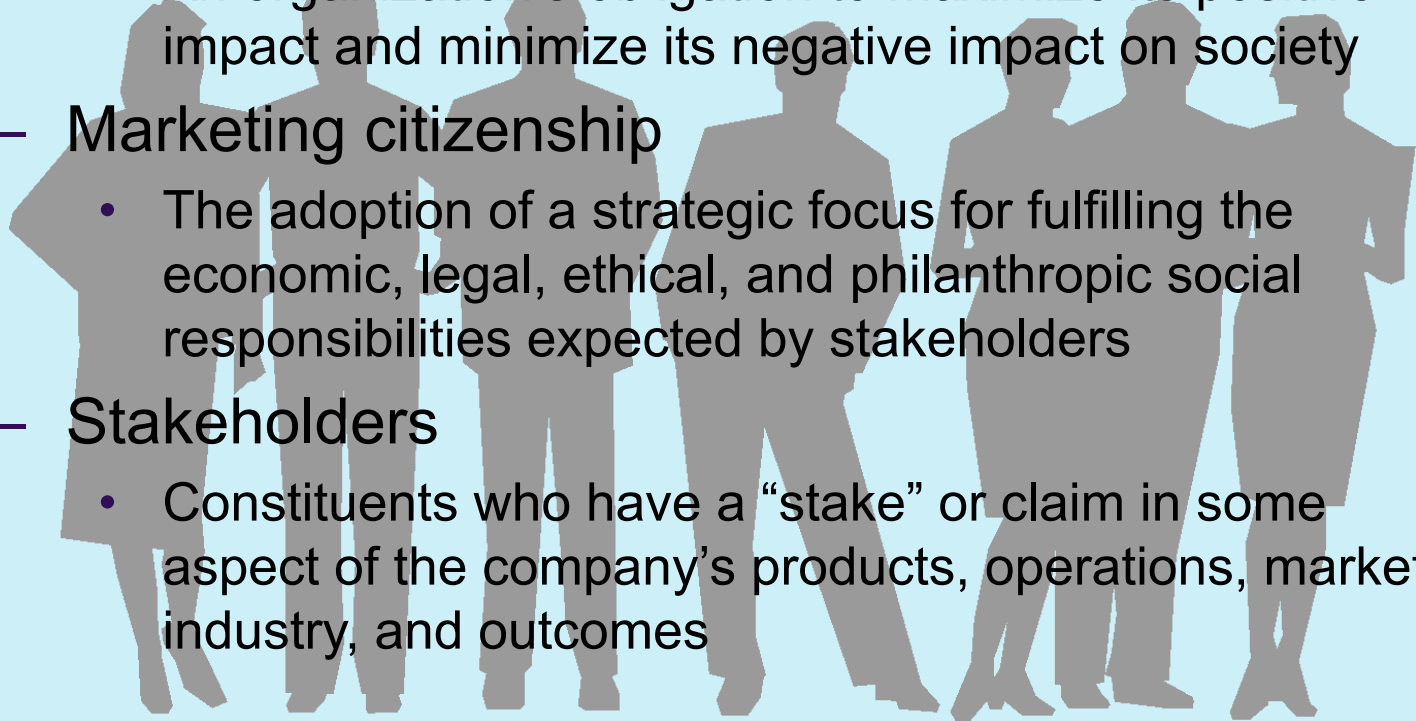 impact and minimize its negative impact on society
– Marketing citizenship
• The adoption of a strategic focus for fulfilling the
economic, legal, ethical, and philanthropic social
responsibilities expected by stakeholders
– Stakeholders
• Constituents who have a “stake” or claim in some
aspect of the company’s products, operations, market
industry, and outcomes